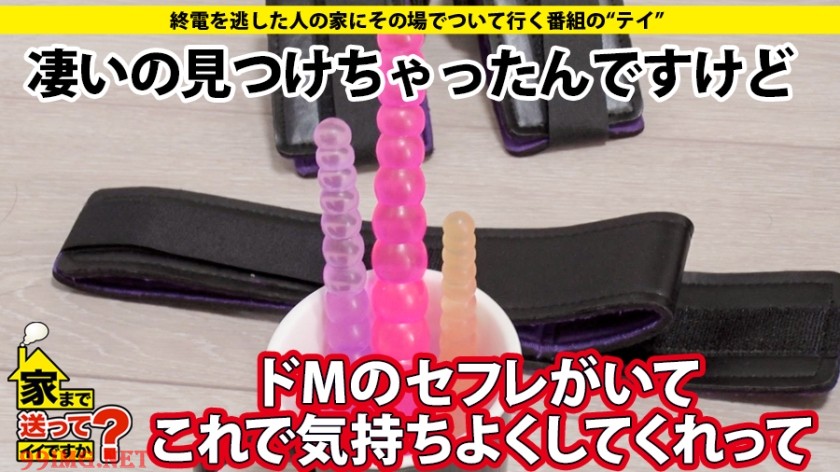 終電を逃した人の家にその場でついて行く番組の“テイ”
凄いの見つけちゃったんですけど
ドMのセフレがいて
これで気持ちよくしてくれって
家まで
送って
イイですか?